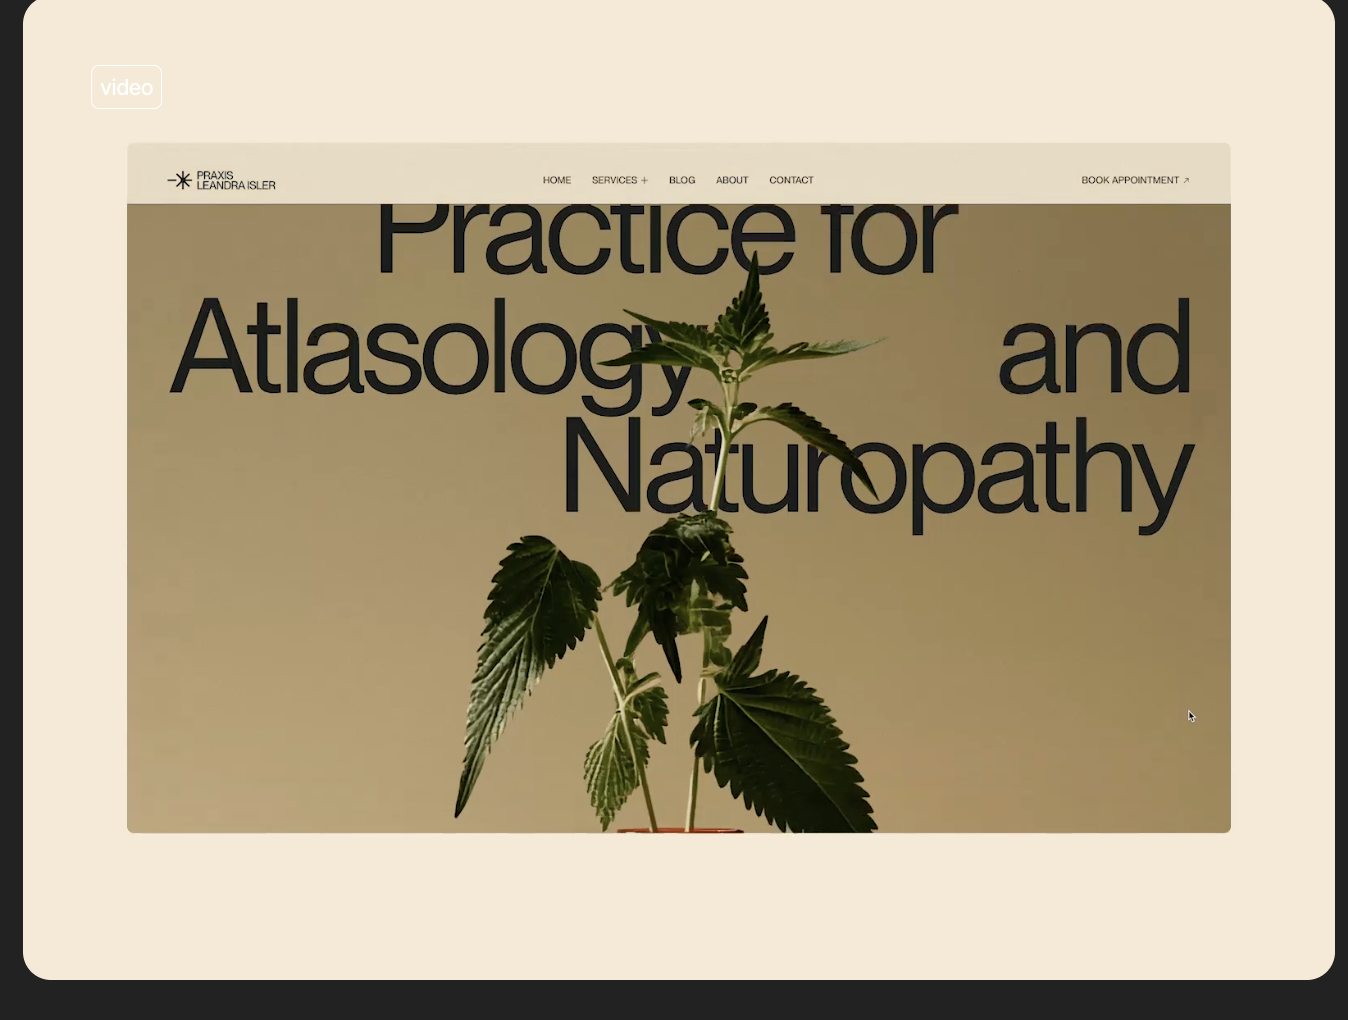 video
PRAXIS
LEANDRA ISLER
HOME SERVICES + BLOG ABOUT CONTACT
BOOK APPOINTMENT ↗
Practice for
Atlasology and
Naturopathy